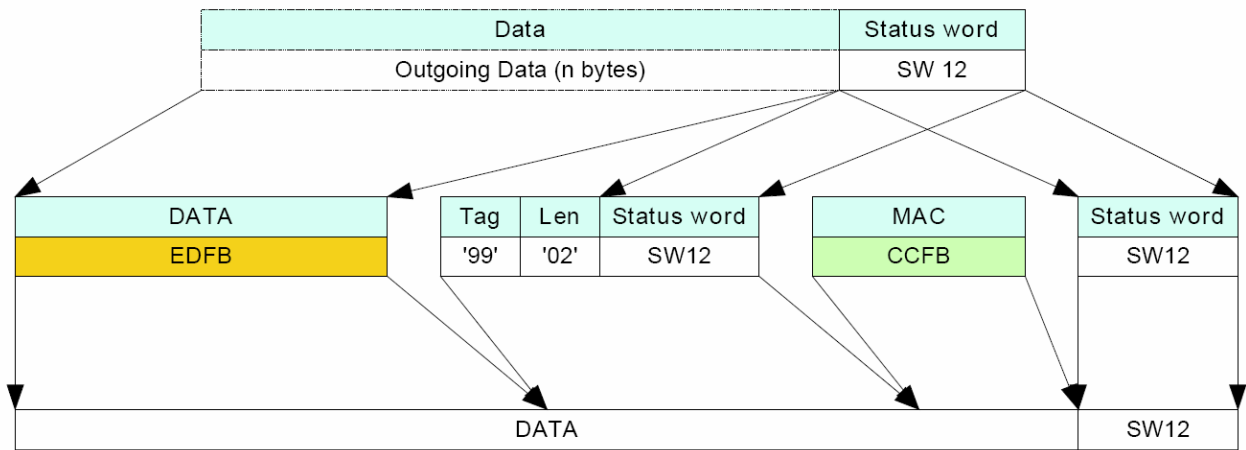 Data Status word
Outgoing Data (n bytes) SW 12
DATA Tag Len Status word MAC Status word
EDFB '99' '02' SW12 CCFB SW12
DATA SW12